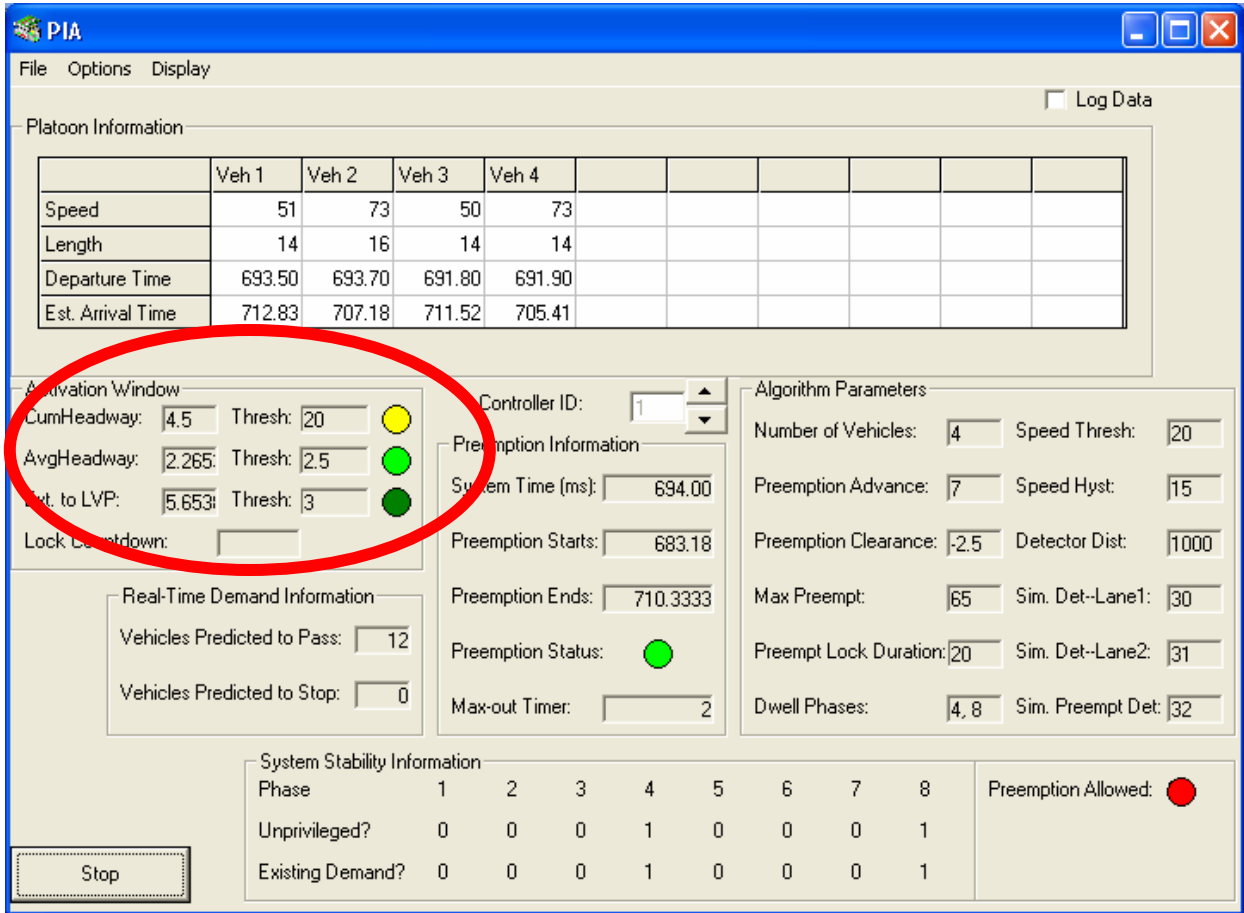 PIA
File Options Display
Log Data
Platoon Information
Veh 1 Veh 2 Veh 3 Veh 4
Speed 51 73 50 73
Length 14 16 14 14
Departure Time 693.50 693.70 691.80 691.90
Est. Arrival Time 712.83 707.18 711.52 705.41
Activation Window
CumHeadway: 4.5 Thresh: 20
AvgHeadway: 2.265 Thresh: 2.5
Ext. to LVP: 5.653 Thresh: 3
Lock Countdown:
Real-Time Demand Information
Vehicles Predicted to Pass: 12
Vehicles Predicted to Stop: 0
Controller ID: 1
Preemption Information
System Time (ms): 694.00
Preemption Starts: 683.18
Preemption Ends: 710.3333
Preemption Status:
Max-out Timer: 2
Algorithm Parameters
Number of Vehicles: 4 Speed Thresh: 20
Preemption Advance: 7 Speed Hyst: 15
Preemption Clearance: -2.5 Detector Dist: 1000
Max Preempt: 65 Sim. Det--Lane1: 30
Preempt Lock Duration: 20 Sim. Det--Lane2: 31
Dwell Phases: 4, 8 Sim. Preempt Det: 32
System Stability Information
Phase 1 2 3 4 5 6 7 8
Unprivileged? 0 0 0 1 0 0 0 1
Existing Demand? 0 0 0 1 0 0 0 1
Preemption Allowed:
Stop